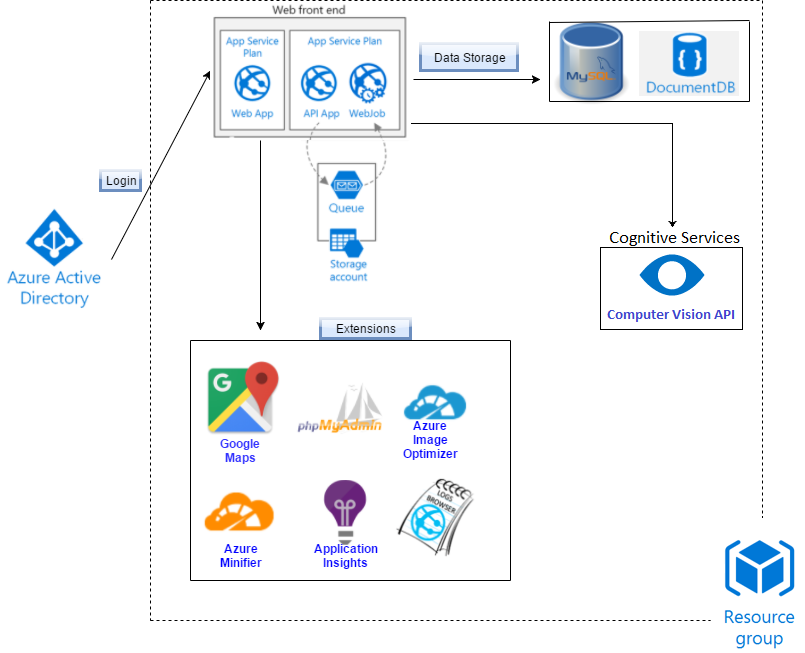 Web front end
App Service
Plan
Web App
App Service Plan
API App
WebJob
Data Storage
MySQL
DocumentDB
Login
Queue
Storage
account
Azure Active
Directory
Cognitive Services
Computer Vision API
Extensions
G
Google
Maps
phpMyAdmin
Azure
Image
Optimizer
Azure
Minifier
Application
Insights
LOGS
BROWSER
Resource
group